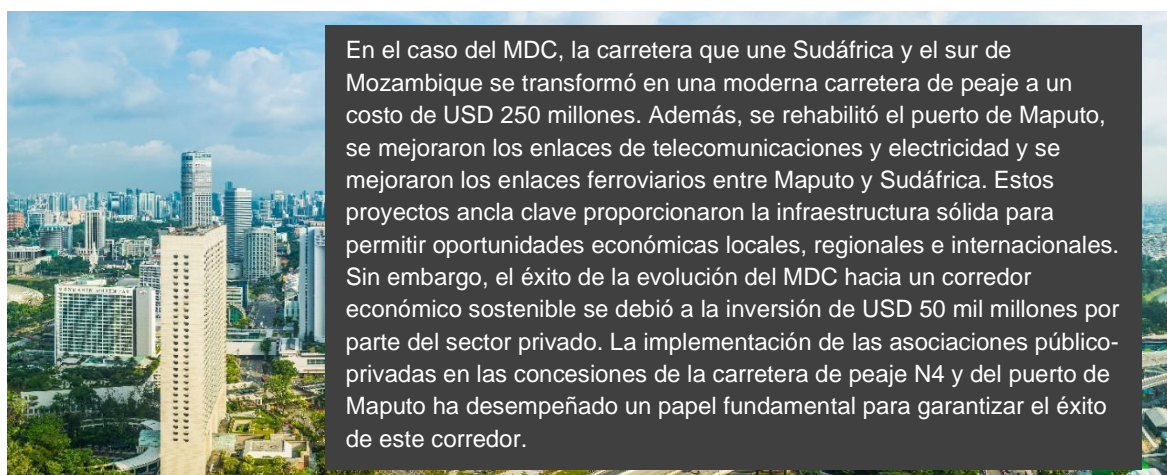 En el caso del MDC, la carretera que une Sudáfrica y el sur de
Mozambique se transformó en una moderna carretera de peaje a un
costo de USD 250 millones. Además, se rehabilitó el puerto de Maputo,
se mejoraron los enlaces de telecomunicaciones y electricidad y se
mejoraron los enlaces ferroviarios entre Maputo y Sudáfrica. Estos
proyectos ancla clave proporcionaron la infraestructura sólida para
permitir oportunidades económicas locales, regionales e internacionales.
Sin embargo, el éxito de la evolución del MDC hacia un corredor
económico sostenible se debió a la inversión de USD 50 mil millones por
parte del sector privado. La implementación de las asociaciones público-
privadas en las concesiones de la carretera de peaje N4 y del puerto de
Maputo ha desempeñado un papel fundamental para garantizar el éxito
de este corredor.